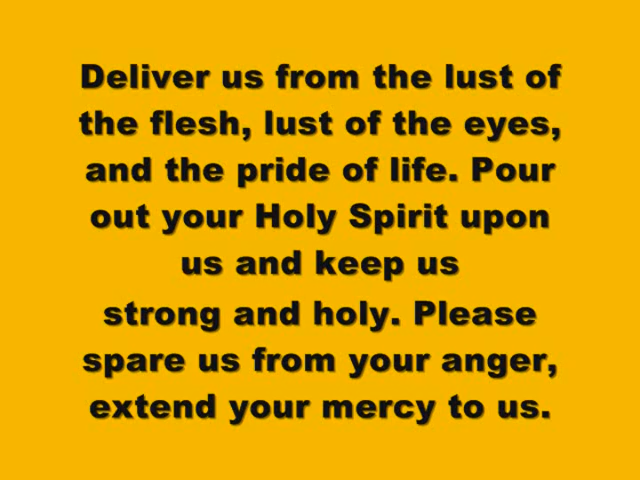 Deliver us from the lust of
the flesh, lust of the eyes,
and the pride of life. Pour
out your Holy Spirit upon
us and keep us
strong and holy. Please
spare us from your anger,
extend your mercy to us.